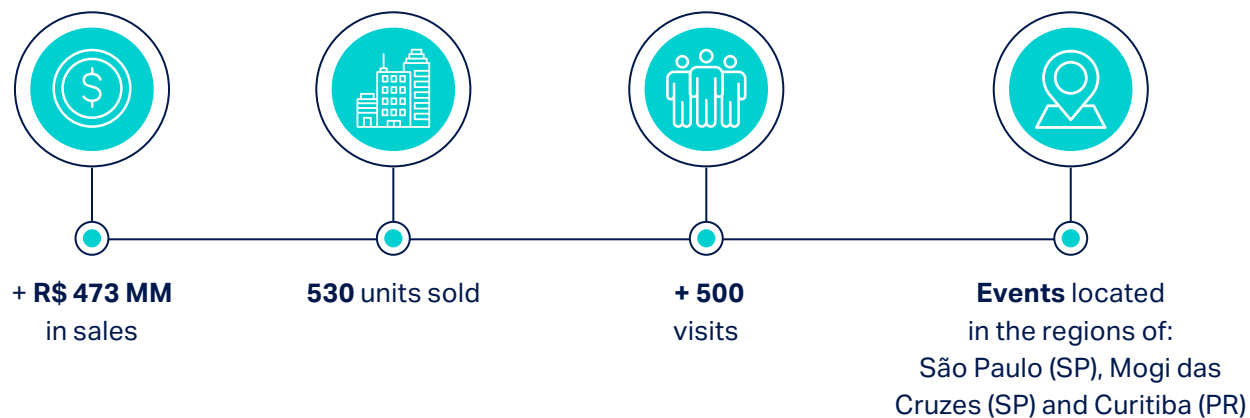 $
+ R$ 473 MM
in sales
530 units sold
+ 500
visits
Events located
in the regions of:
São Paulo (SP), Mogi das
Cruzes (SP) and Curitiba (PR)